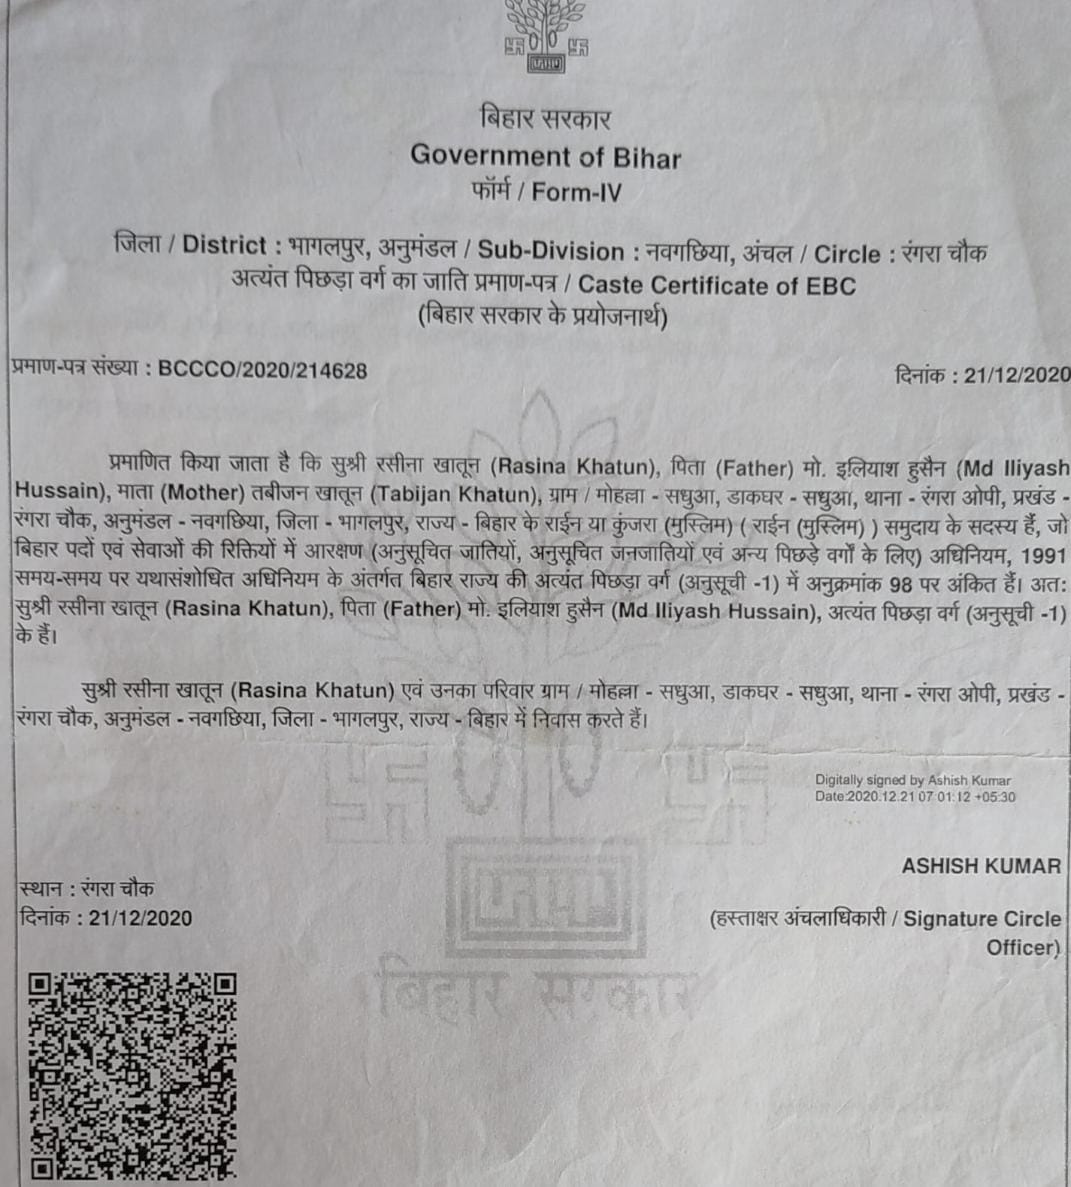 बिहार सरकार
Government of Bihar
फॉर्म / Form-IV
जिला / District : भागलपुर, अनुमंडल / Sub-Division : नवगछिया, अंचल / Circle : रंगरा चौक
अत्यंत पिछड़ा वर्ग का जाति प्रमाण-पत्र / Caste Certificate of EBC
(बिहार सरकार के प्रयोजनार्थ)
प्रमाण-पत्र संख्या : BCCCO/2020/214628
दिनांक : 21/12/2020
प्रमाणित किया जाता है कि सुश्री रसीना खातून (Rasina Khatun), पिता (Father) मो. इलियाश हुसैन (Md Iliyash
Hussain), माता (Mother) तबीजन खातून (Tabijan Khatun), ग्राम / मोहल्ला - सधुआ, डाकघर - सधुआ, थाना - रंगरा ओपी, प्रखंड -
रंगरा चौक, अनुमंडल - नवगछिया, जिला - भागलपुर, राज्य - बिहार के राईन या कुंजरा (मुस्लिम) ( राईन (मुस्लिम) ) समुदाय के सदस्य हैं, जो
बिहार पदों एवं सेवाओं की रिक्तियों में आरक्षण (अनुसूचित जातियों, अनुसूचित जनजातियों एवं अन्य पिछड़े वर्गों के लिए) अधिनियम, 1991
समय-समय पर यथासंशोधित अधिनियम के अंतर्गत बिहार राज्य की अत्यंत पिछड़ा वर्ग (अनुसूची -1) में अनुक्रमांक 98 पर अंकित हैं। अत:
सुश्री रसीना खातून (Rasina Khatun), पिता (Father) मो. इलियाश हुसैन (Md Iliyash Hussain), अत्यंत पिछड़ा वर्ग (अनुसूची -1)
के हैं।
सुश्री रसीना खातून (Rasina Khatun) एवं उनका परिवार ग्राम / मोहल्ला - सधुआ, डाकघर - सधुआ, थाना - रंगरा ओपी, प्रखंड -
रंगरा चौक, अनुमंडल - नवगछिया, जिला - भागलपुर, राज्य - बिहार में निवास करते हैं।
Digitally signed by Ashish Kumar
Date:2020.12.21 07:01:12 +05:30
ASHISH KUMAR
स्थान : रंगरा चौक
दिनांक : 21/12/2020
(हस्ताक्षर अंचलाधिकारी / Signature Circle
Officer)
बिहार सरकार